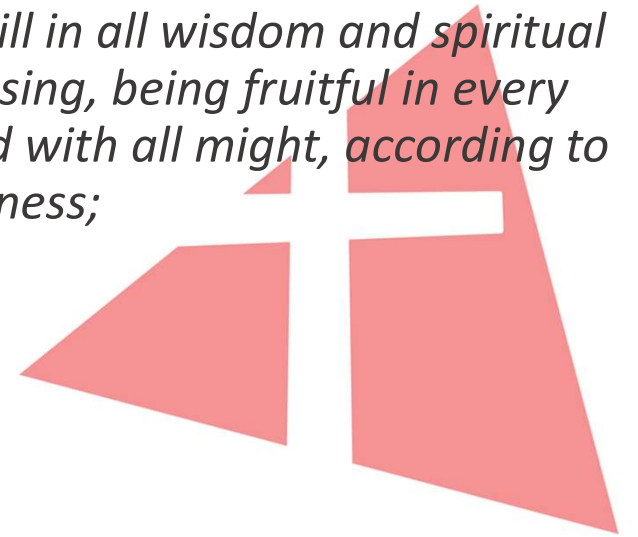 ill in all wisdom and spiritual
sing, being fruitful in every
d with all might, according to
ness;